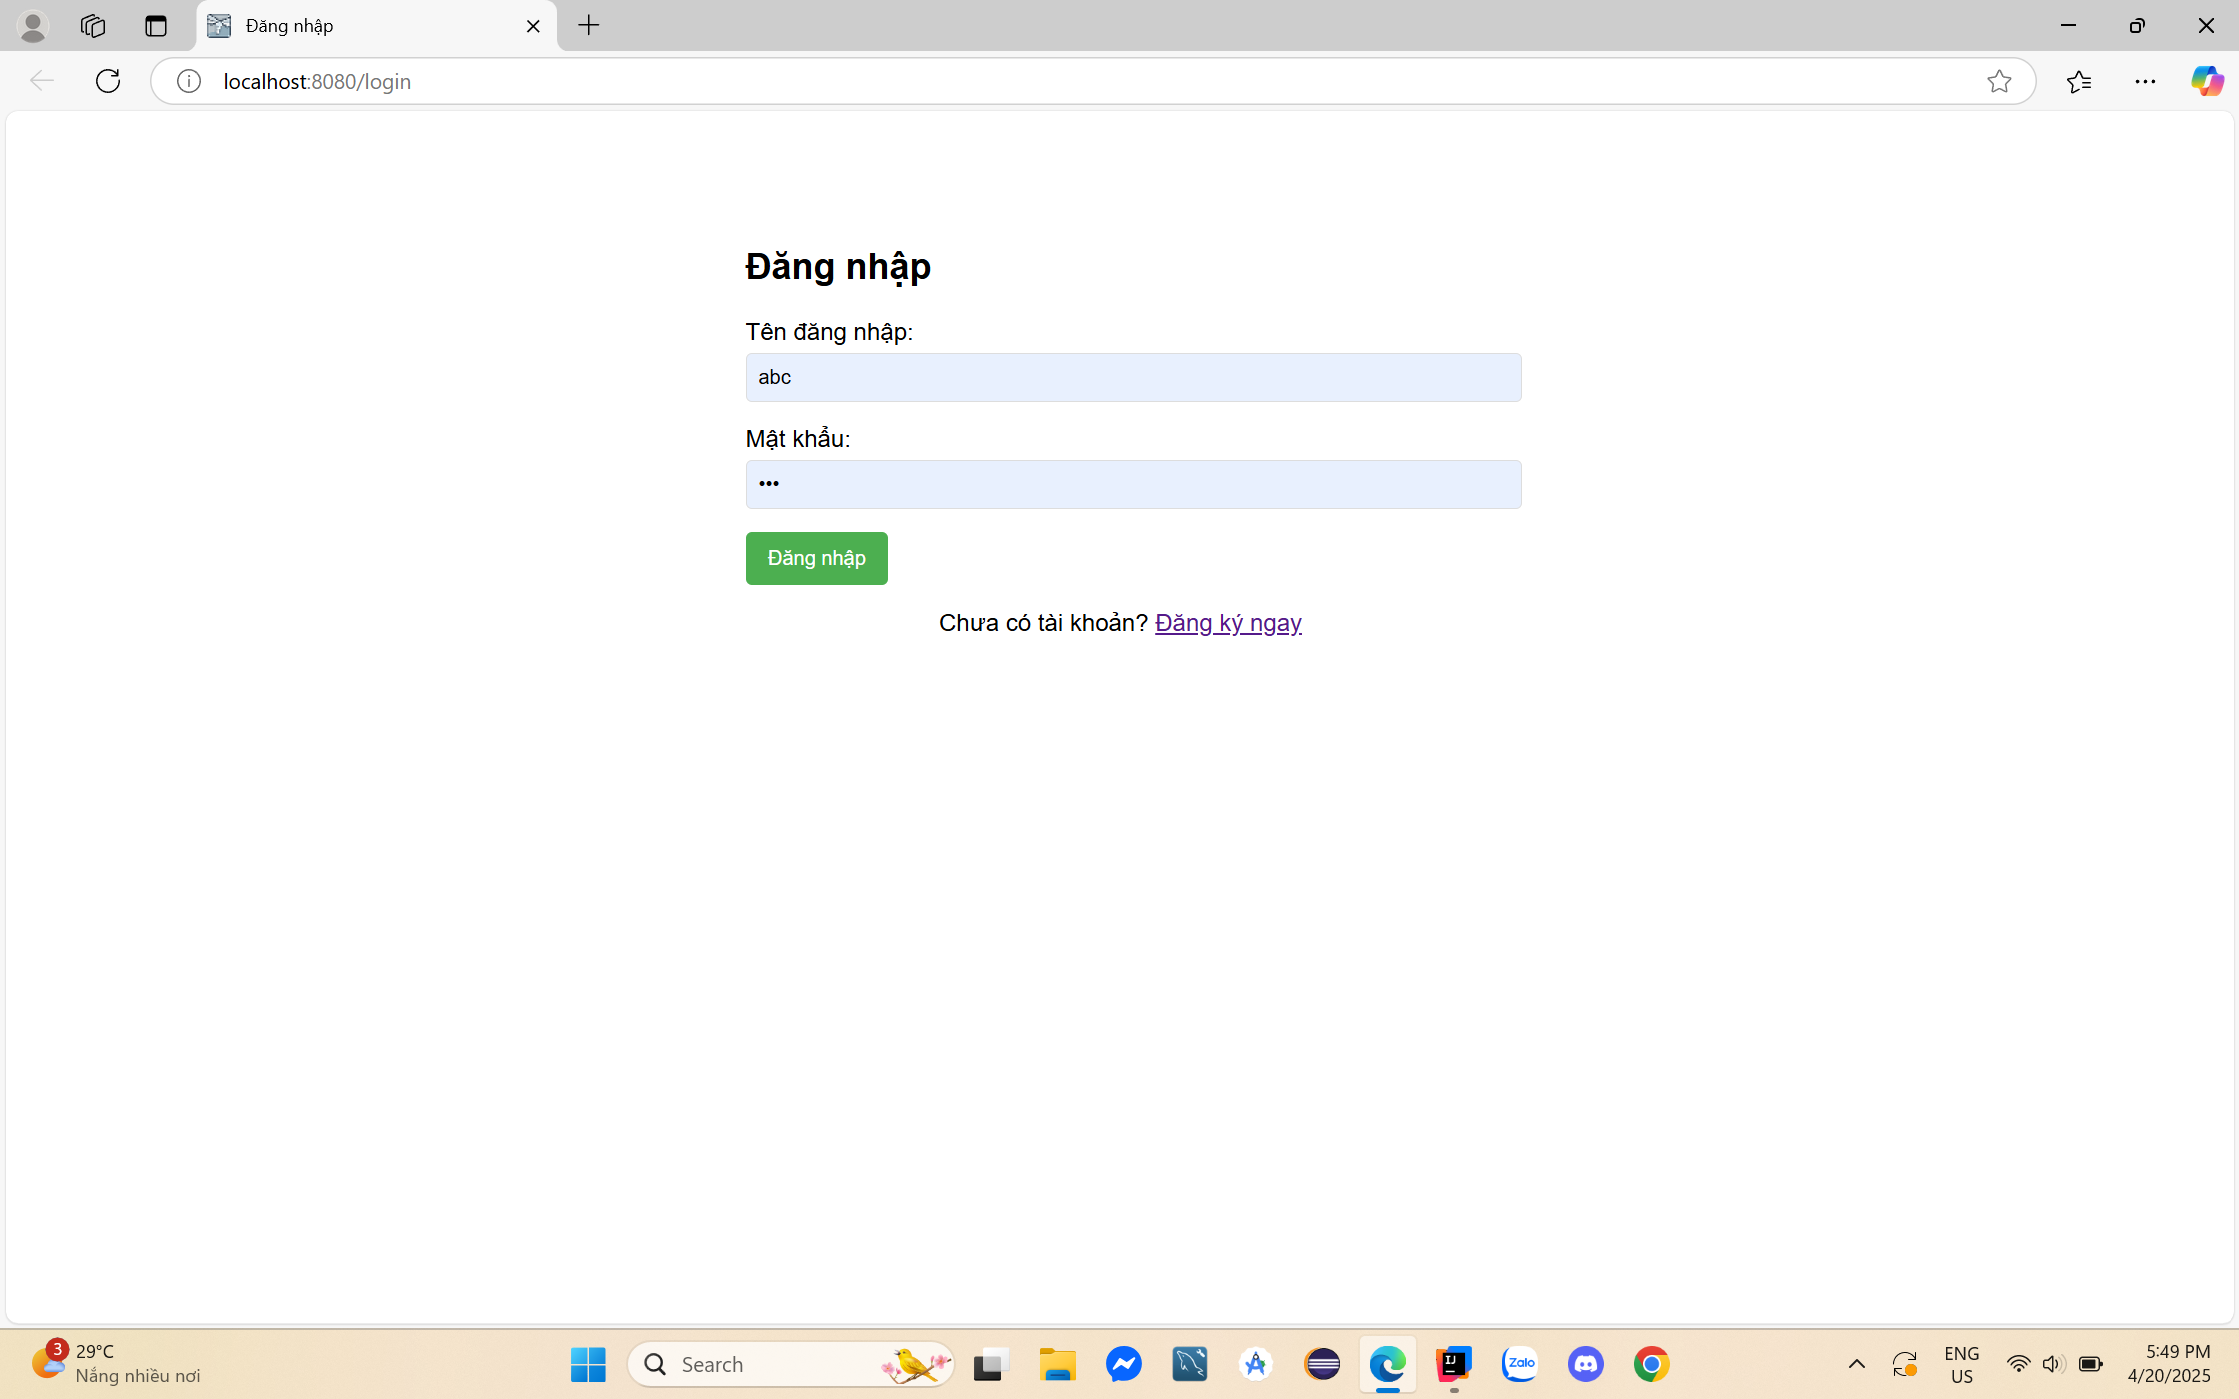 Đăng nhập
localhost:8080/login
Đăng nhập
Tên đăng nhập:
abc
Mật khẩu:
•••
Đăng nhập
Chưa có tài khoản? Đăng ký ngay
3
29°C
Nắng nhiều nơi
Search
IJ
Zalo
ENG
US
5:49 PM
4/20/2025